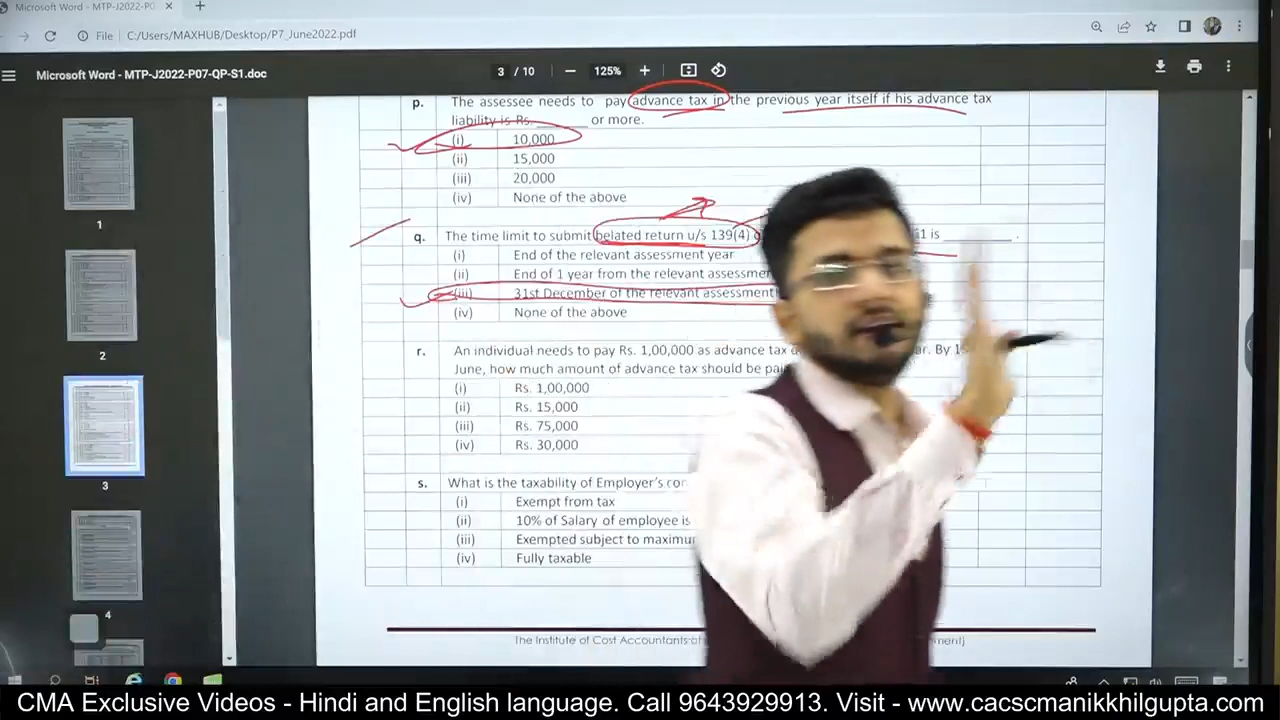 Microsoft Word - MTP-J2022-P0
File C:/Users/MAXHUB/Desktop/P7_June2022.pdf
Microsoft Word - MTP-J2022-P07-QP-S1.doc
3 / 10
125%
1
2
3
4
p. The assessee needs to pay advance tax in the previous year itself if his advance tax
liability is Rs. ______ or more.
(i) 10,000
(ii) 15,000
(iii) 20,000
(iv) None of the above
q. The time limit to submit belated return u/s 139(4) is ________ .
(i) End of the relevant assessment year
(ii) End of 1 year from the relevant
(iii) 31st December of the relevant assessment
(iv) None of the above
r. An individual needs to pay Rs. 1,00,000 as advance tax By
June, how much amount of advance tax should be
(i) Rs. 1,00,000
(ii) Rs. 15,000
(iii) Rs. 75,000
(iv) Rs. 30,000
s. What is the taxability of Employer's
(i) Exempt from tax
(ii) 10% of Salary of employee is
(iii) Exempted subject to
(iv) Fully taxable
The Institute of Cost Accountants of
CMA Exclusive Videos - Hindi and English language. Call 9643929913. Visit - www.cacscmanikkhilgupta.com